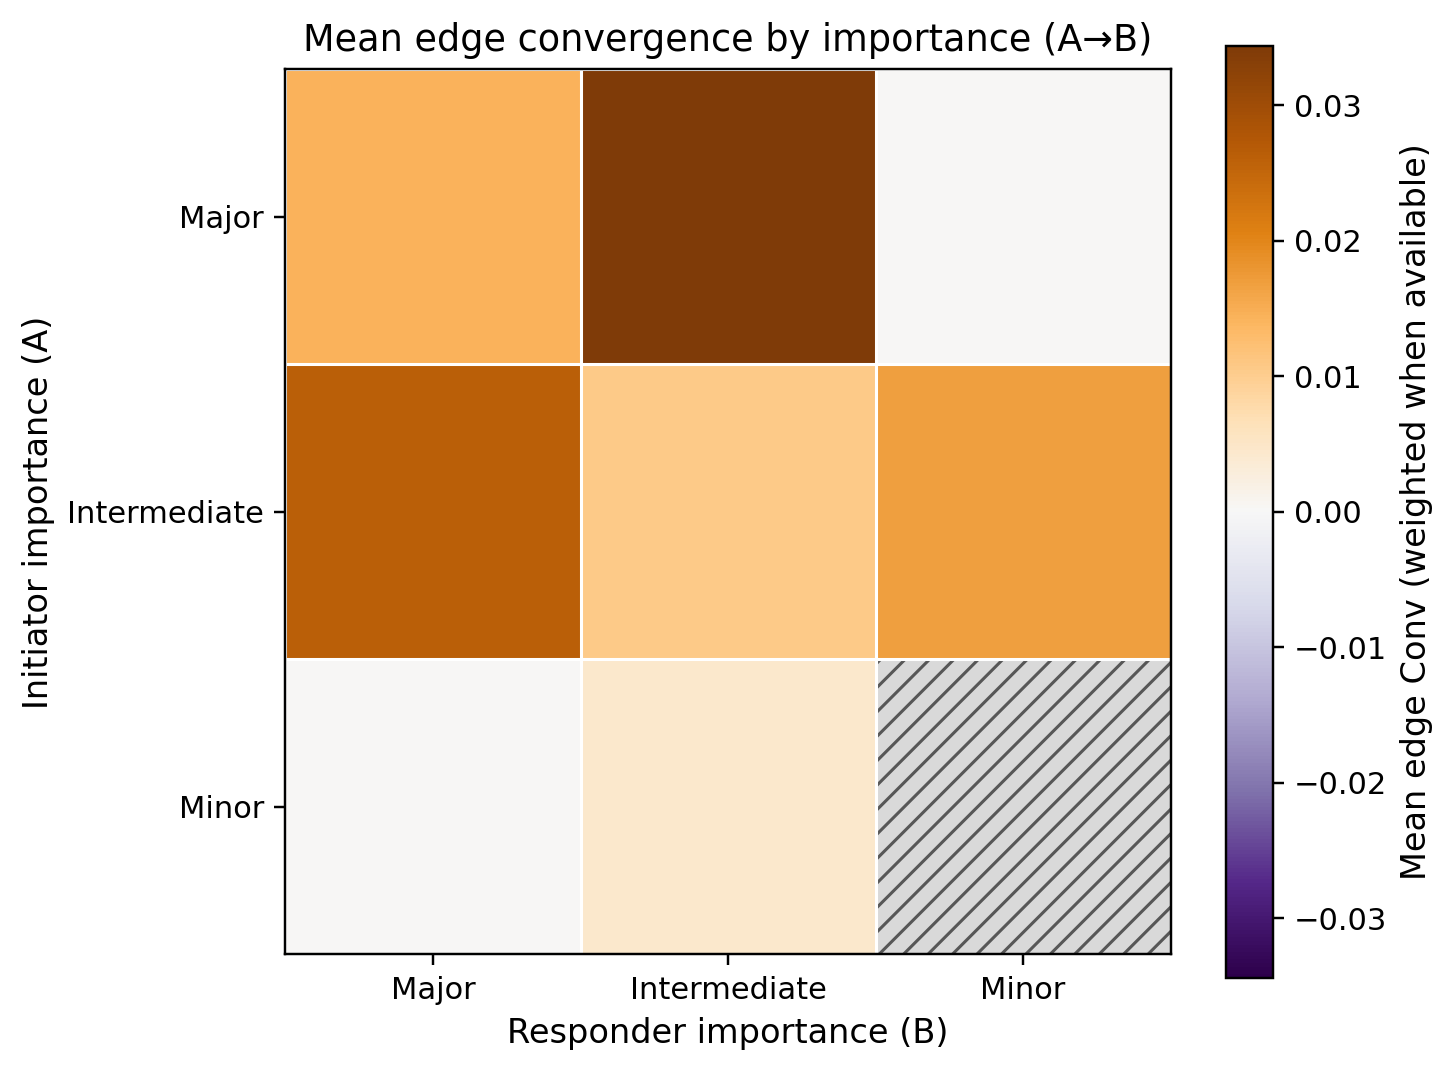 Mean edge convergence by importance (A→B)
Initiator importance (A)
Major
Intermediate
Minor
Major
Intermediate
Minor
Responder importance (B)
0.03
0.02
0.01
0.00
−0.01
−0.02
−0.03
Mean edge Conv (weighted when available)